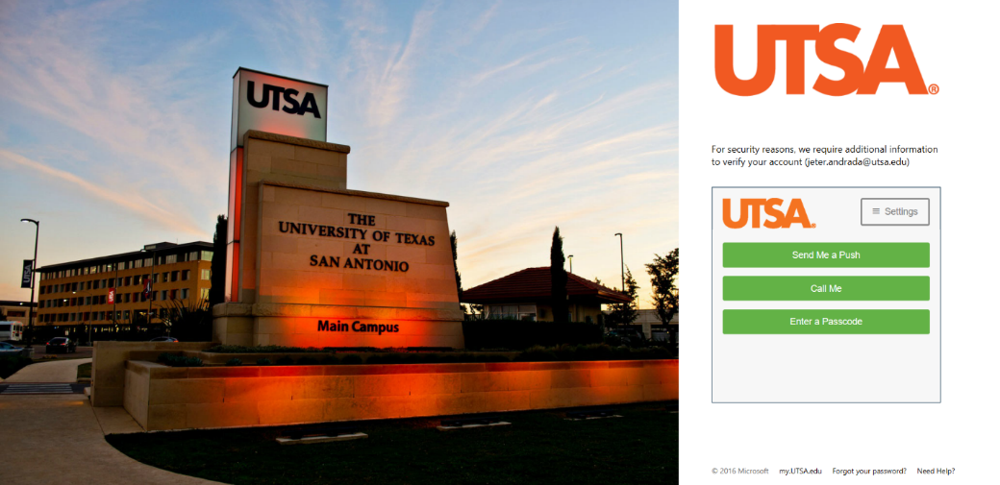 UTSA
THE
UNIVERSITY OF TEXAS
AT
SAN ANTONIO
Main Campus
UTSA
UTSA®
For security reasons, we require additional information
to verify your account (jeter.andrada@utsa.edu)
UTSA®
≡ Settings
Send Me a Push
Call Me
Enter a Passcode
© 2016 Microsoft my.UTSA.edu Forgot your password? Need Help?